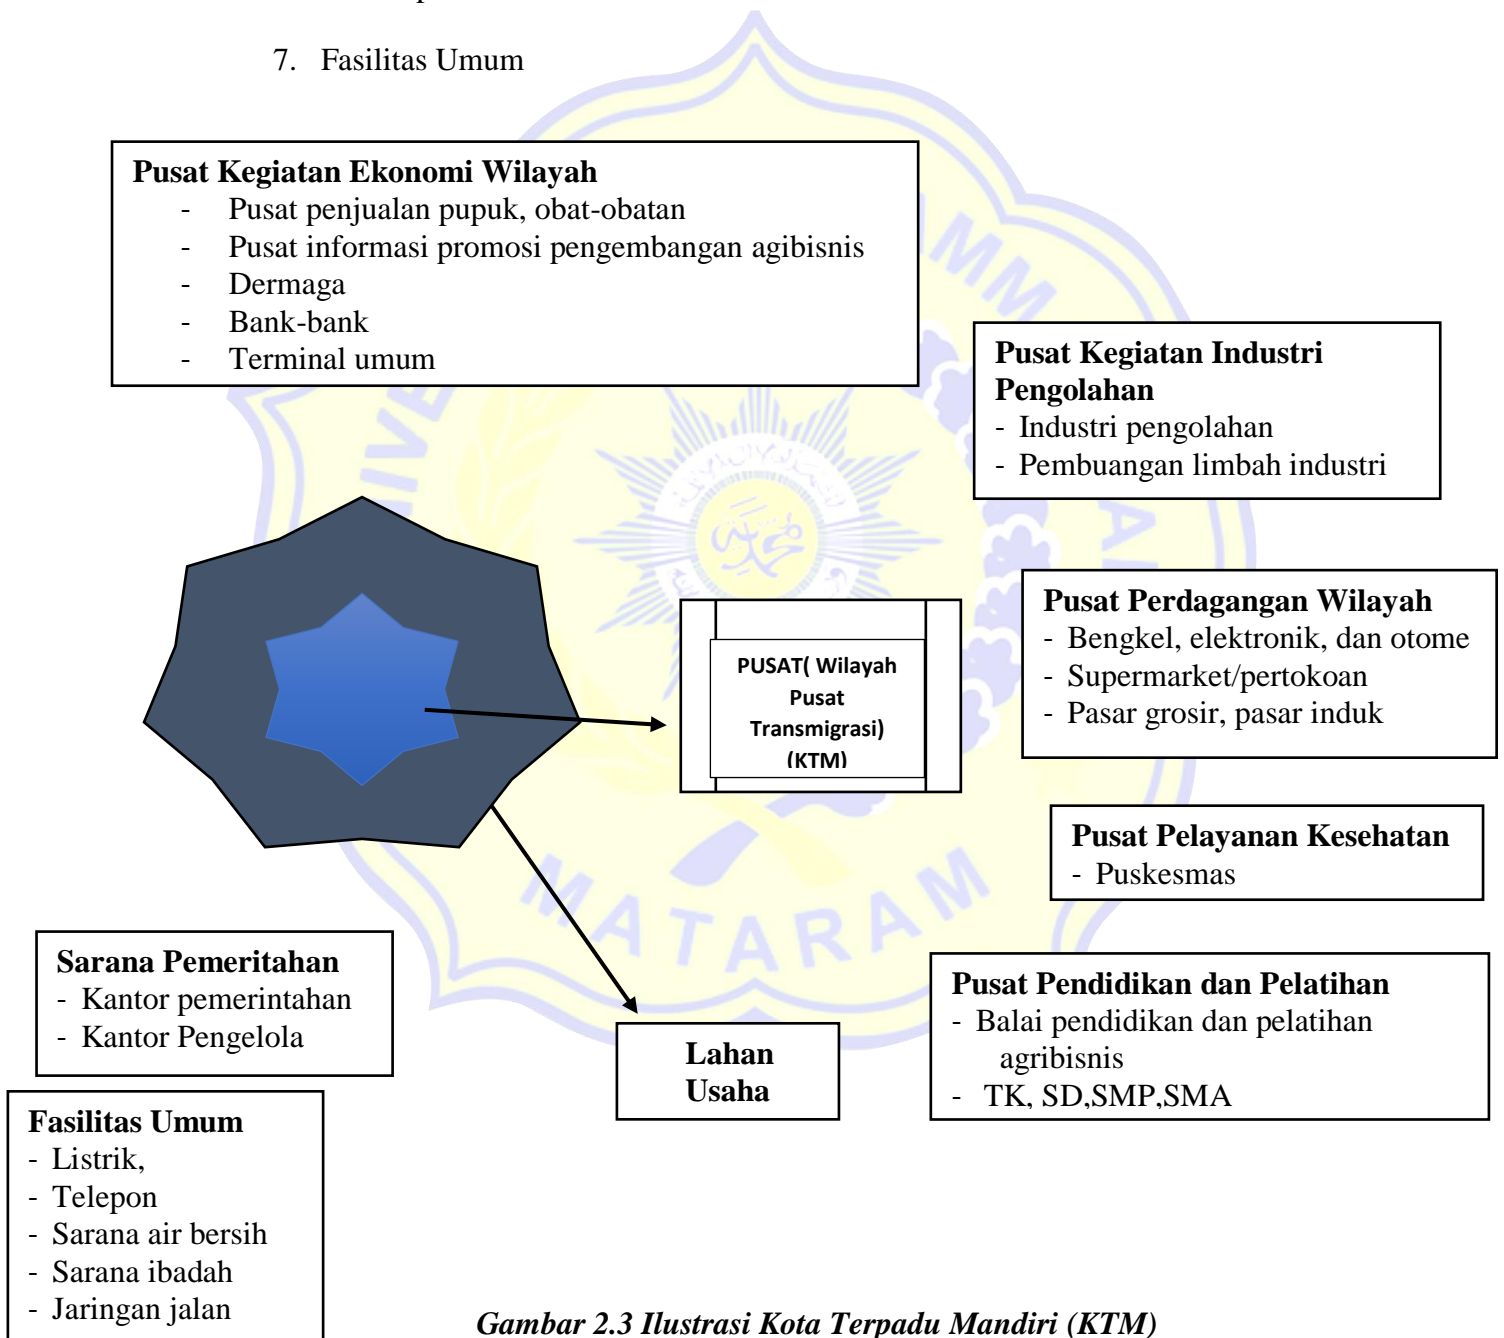 7. Fasilitas Umum
Pusat Kegiatan Ekonomi Wilayah
- Pusat penjualan pupuk, obat-obatan
- Pusat informasi promosi pengembangan agibisnis
- Dermaga
- Bank-bank
- Terminal umum
Pusat Kegiatan Industri
Pengolahan
- Industri pengolahan
- Pembuangan limbah industri
Pusat Perdagangan Wilayah
- Bengkel, elektronik, dan otome
- Supermarket/pertokoan
- Pasar grosir, pasar induk
PUSAT( Wilayah
Pusat
Transmigrasi)
(KTM)
Pusat Pelayanan Kesehatan
- Puskesmas
MATARAM
Sarana Pemeritahan
- Kantor pemerintahan
- Kantor Pengelola
Pusat Pendidikan dan Pelatihan
- Balai pendidikan dan pelatihan
agribisnis
- TK, SD,SMP,SMA
Lahan
Usaha
Fasilitas Umum
- Listrik,
- Telepon
- Sarana air bersih
- Sarana ibadah
- Jaringan jalan
Gambar 2.3 Ilustrasi Kota Terpadu Mandiri (KTM)